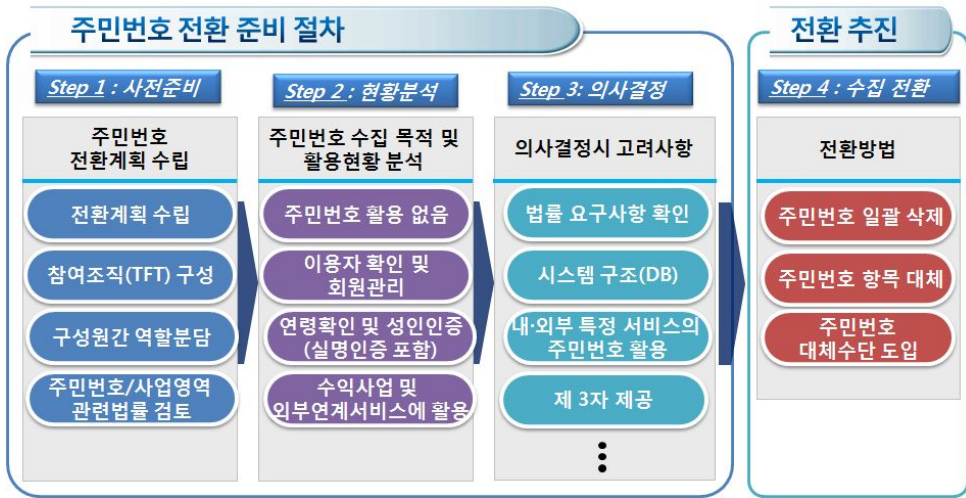 주민번호 전환 준비 절차
전환 추진
Step 1 : 사전준비
주민번호
전환계획 수립
전환계획 수립
참여조직(TFT) 구성
구성원간 역할분담
주민번호/사업영역
관련법률 검토
Step 2 : 현황분석
주민번호 수집 목적 및
활용현황 분석
주민번호 활용 없음
이용자 확인 및
회원관리
연령확인 및 성인인증
(실명인증 포함)
수익사업 및
외부연계서비스에 활용
Step 3: 의사결정
의사결정시 고려사항
법률 요구사항 확인
시스템 구조(DB)
내·외부 특정 서비스의
주민번호 활용
제 3자 제공
Step 4 : 수집 전환
전환방법
주민번호 일괄 삭제
주민번호 항목 대체
주민번호
대체수단 도입